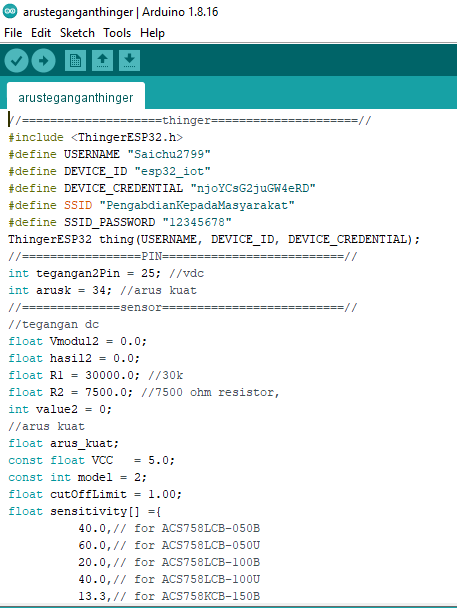 arusteganganthinger | Arduino 1.8.16
File Edit Sketch Tools Help
arusteganganthinger
//====================thinger=====================//
#include <ThingerESP32.h>
#define USERNAME "Saichu2799"
#define DEVICE_ID "esp32_iot"
#define DEVICE_CREDENTIAL "njoYCsG2juGW4eRD"
#define SSID "PengabdianKepadaMasyarakat"
#define SSID_PASSWORD "12345678"
ThingerESP32 thing(USERNAME, DEVICE_ID, DEVICE_CREDENTIAL);
//=================PIN==========================//
int tegangan2Pin = 25; //vdc
int arusk = 34; //arus kuat
//==============sensor==========================//
//tegangan dc
float Vmodul2 = 0.0;
float hasil2 = 0.0;
float R1 = 30000.0; //30k
float R2 = 7500.0; //7500 ohm resistor,
int value2 = 0;
//arus kuat
float arus_kuat;
const float VCC   = 5.0;
const int model = 2;
float cutOffLimit = 1.00;
float sensitivity[] ={
40.0,// for ACS758LCB-050B
60.0,// for ACS758LCB-050U
20.0,// for ACS758LCB-100B
40.0,// for ACS758LCB-100U
13.3,// for ACS758KCB-150B